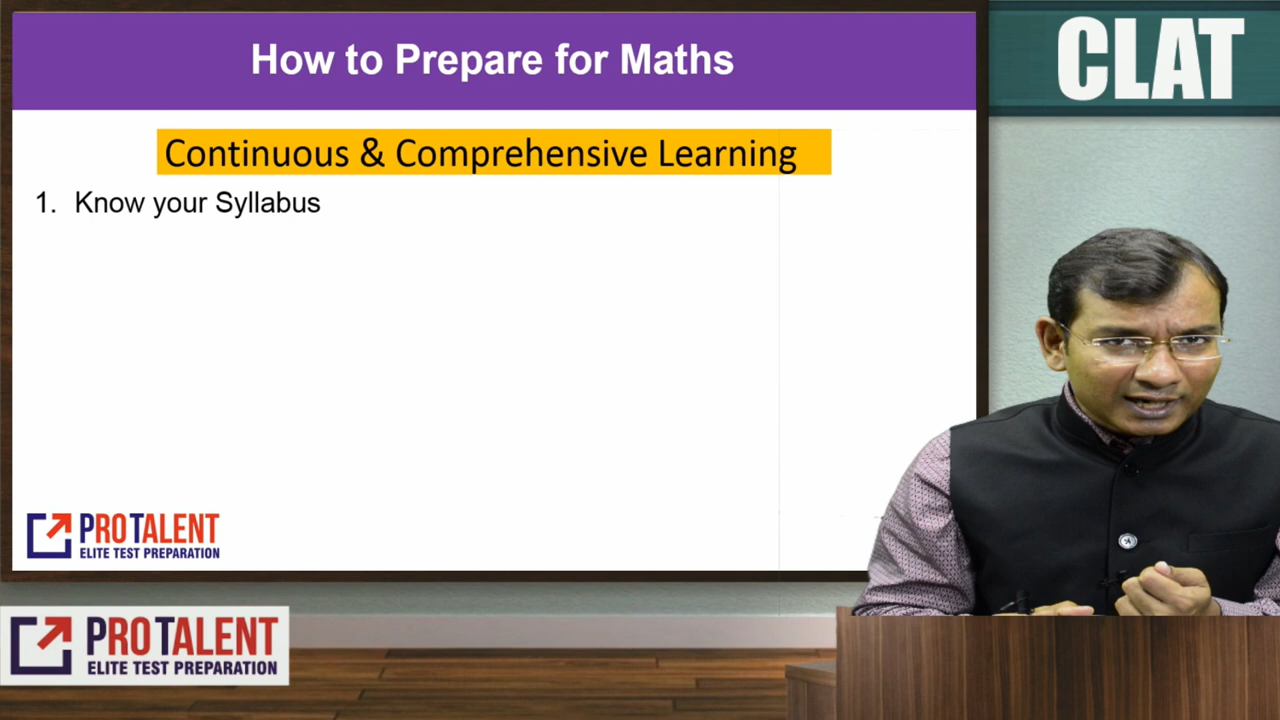 How to Prepare for Maths
CLAT
Continuous & Comprehensive Learning
1. Know your Syllabus
PROTALENT
ELITE TEST PREPARATION
PROTALENT
ELITE TEST PREPARATION